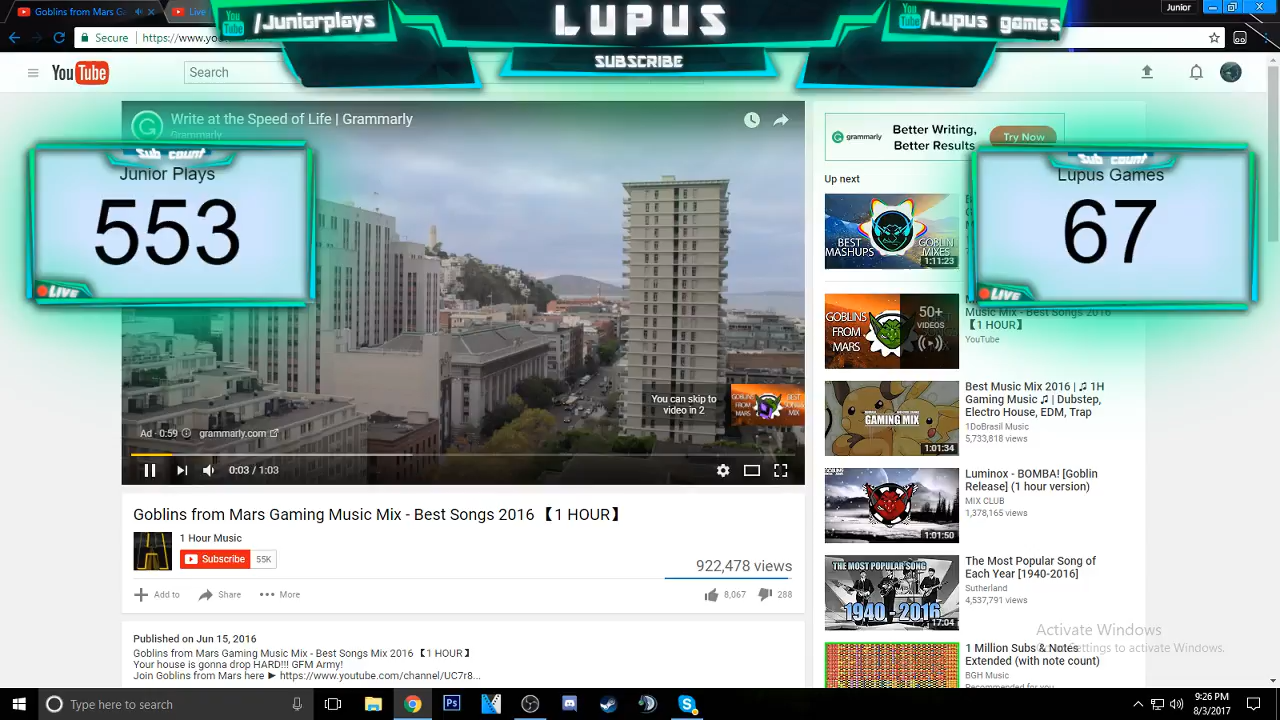 Goblins from Mars Ga
Live
Junior
/Juniorplays
LUPUS
SUBSCRIBE
/Lupus games
You Tube
You Tube
Secure
https://www.you
YouTube
Search
Write at the Speed of Life | Grammarly
Grammarly
Sub count
Junior Plays
553
LIVE
You can skip to
video in 2
GOBLINS
FROM
MARS
BEST
SONGS
MIX
Ad · 0:59
grammarly.com
0:03 / 1:03
Goblins from Mars Gaming Music Mix - Best Songs 2016 【1 HOUR】
1 Hour Music
Subscribe 55K
922,478 views
Add to
Share
More
8,067
288
Published on Jun 15, 2016
Goblins from Mars Gaming Music Mix - Best Songs Mix 2016 【1 HOUR】
Your house is gonna drop HARD!!! GFM Army!
Join Goblins from Mars here ► https://www.youtube.com/channel/UC7r8...
grammarly
Better Writing,
Better Results
Try Now
Up next
Sub count
Lupus Games
67
LIVE
BEST
MASHUPS
GOBLIN
MIXES
1:11:23
GOBLINS
FROM
MARS
50+
VIDEOS
Music Mix - Best Songs 2016
【1 HOUR】
YouTube
GAMING MIX
1:01:34
Best Music Mix 2016 | ♫ 1H
Gaming Music ♫ | Dubstep,
Electro House, EDM, Trap
1DoBrasil Music
5,733,818 views
1:01:50
Luminox - BOMBA! [Goblin
Release] (1 hour version)
MiX CLUB
1,378,165 views
THE MOST POPULAR SONG
1940 - 2016
17:04
The Most Popular Song of
Each Year [1940-2016]
Sutherland
4,537,791 views
1 Million Subs & Notes
Extended (with note count)
BGH Music
Recommended for you
Activate Windows
Settings to activate Windows.
Type here to search
9:26 PM
8/3/2017